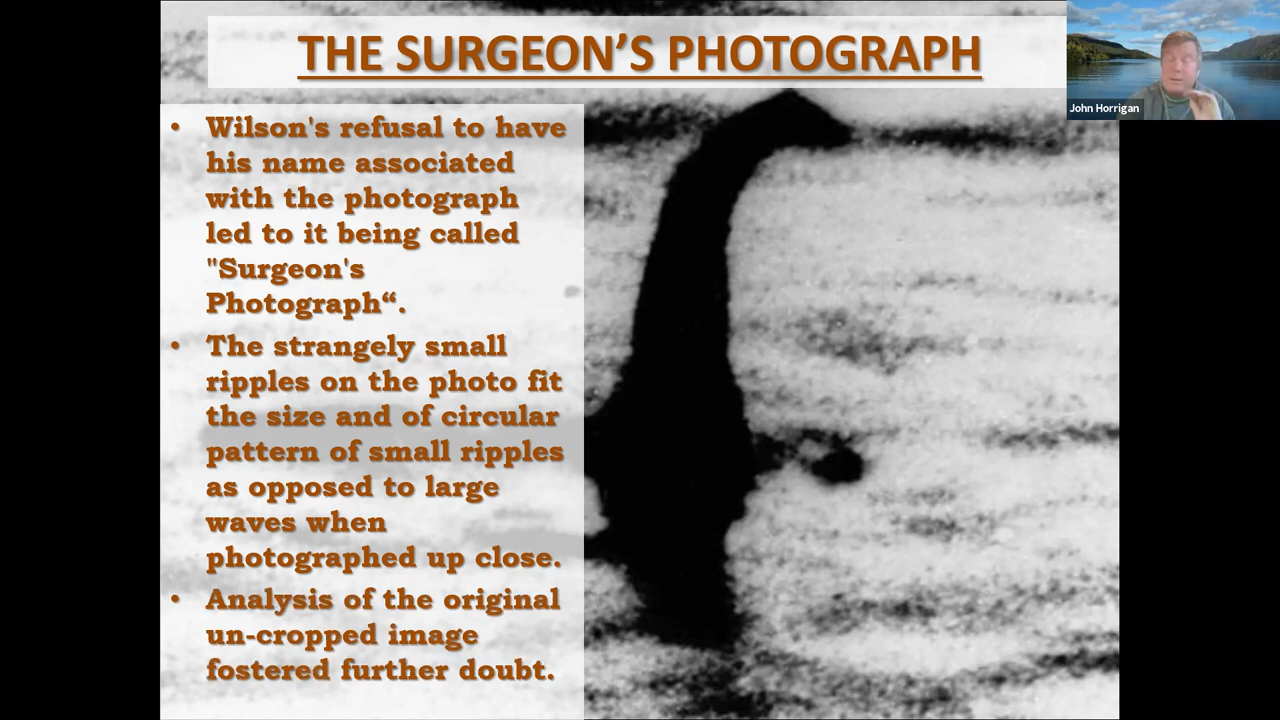 THE SURGEON’S PHOTOGRAPH
John Horrigan
• Wilson's refusal to have
his name associated
with the photograph
led to it being called
"Surgeon's
Photograph“.
• The strangely small
ripples on the photo fit
the size and of circular
pattern of small ripples
as opposed to large
waves when
photographed up close.
• Analysis of the original
un-cropped image
fostered further doubt.